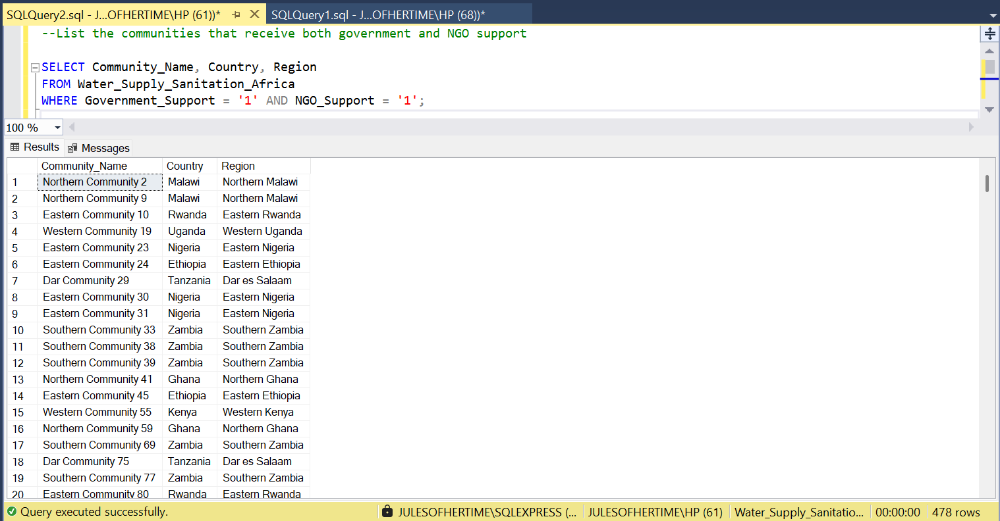 SQLQuery2.sql - J...OFHERTIME\HP (61))* SQLQuery1.sql - J...OFHERTIME\HP (68))*
--List the communities that receive both government and NGO support
SELECT Community_Name, Country, Region
FROM Water_Supply_Sanitation_Africa
WHERE Government_Support = '1' AND NGO_Support = '1';
100 %
Results Messages
Community_Name Country Region
1 Northern Community 2 Malawi Northern Malawi
2 Northern Community 9 Malawi Northern Malawi
3 Eastern Community 10 Rwanda Eastern Rwanda
4 Western Community 19 Uganda Western Uganda
5 Eastern Community 23 Nigeria Eastern Nigeria
6 Eastern Community 24 Ethiopia Eastern Ethiopia
7 Dar Community 29 Tanzania Dar es Salaam
8 Eastern Community 30 Nigeria Eastern Nigeria
9 Eastern Community 31 Nigeria Eastern Nigeria
10 Southern Community 33 Zambia Southern Zambia
11 Southern Community 38 Zambia Southern Zambia
12 Southern Community 39 Zambia Southern Zambia
13 Northern Community 41 Ghana Northern Ghana
14 Eastern Community 45 Ethiopia Eastern Ethiopia
15 Western Community 55 Kenya Western Kenya
16 Northern Community 59 Ghana Northern Ghana
17 Southern Community 69 Zambia Southern Zambia
18 Dar Community 75 Tanzania Dar es Salaam
19 Southern Community 77 Zambia Southern Zambia
20 Eastern Community 80 Rwanda Eastern Rwanda
Query executed successfully. JULESOFHERTIME\SQLEXPRESS (... JULESOFHERTIME\HP (61) Water_Supply_Sanitatio... 00:00:00 478 rows